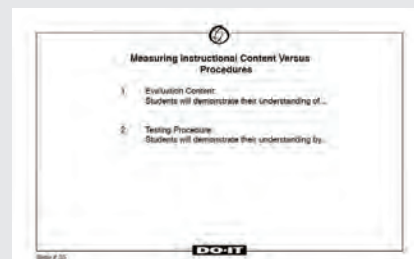 Measuring Instructional Content Versus
Procedures
1. Evaluation Content:
Students will demonstrate their understanding of...
2. Testing Procedure:
Students will demonstrate their understanding by...
DO-IT